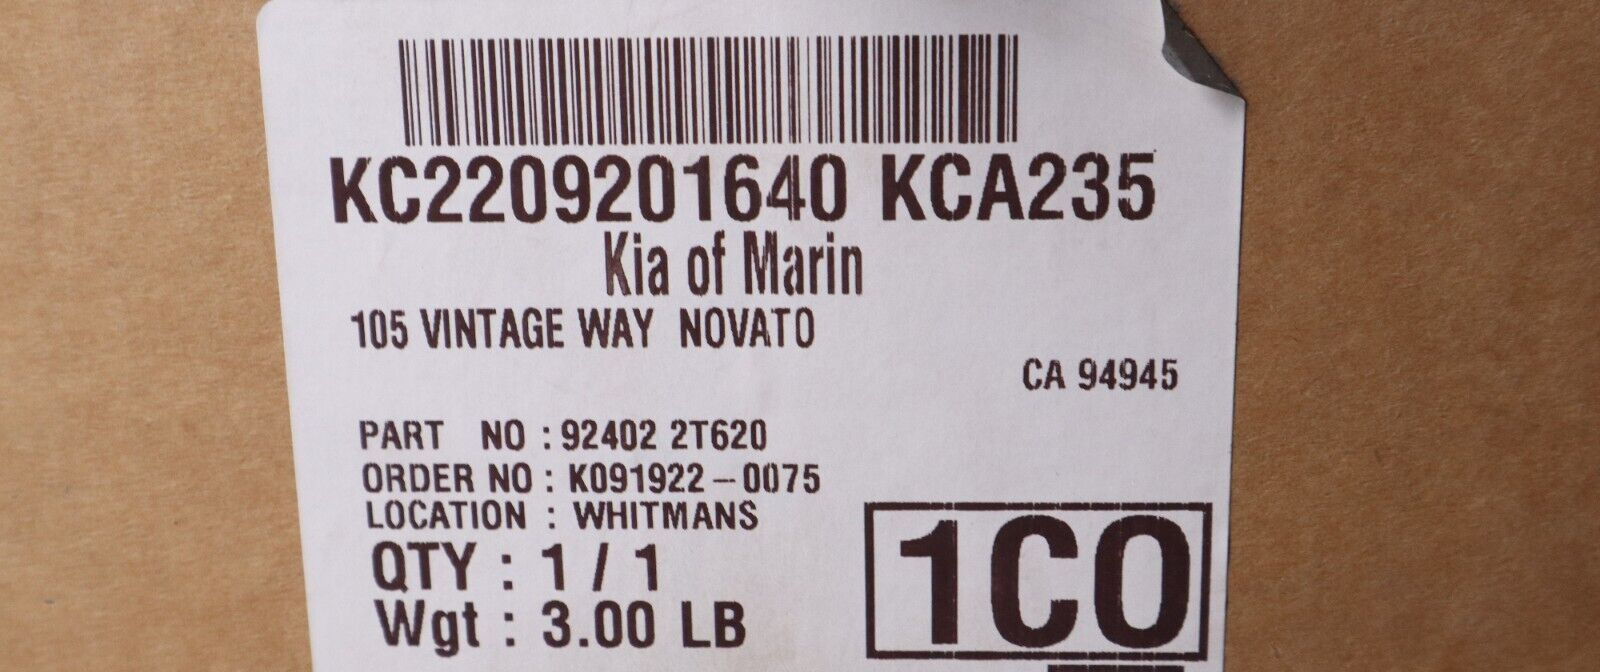 KC2209201640 KCA235
Kia of Marin
105 VINTAGE WAY NOVATO
CA 94945
PART NO : 92402 2T620
ORDER NO : K091922-0075
LOCATION : WHITMANS
QTY : 1 / 1
Wgt : 3.00 LB
1C0